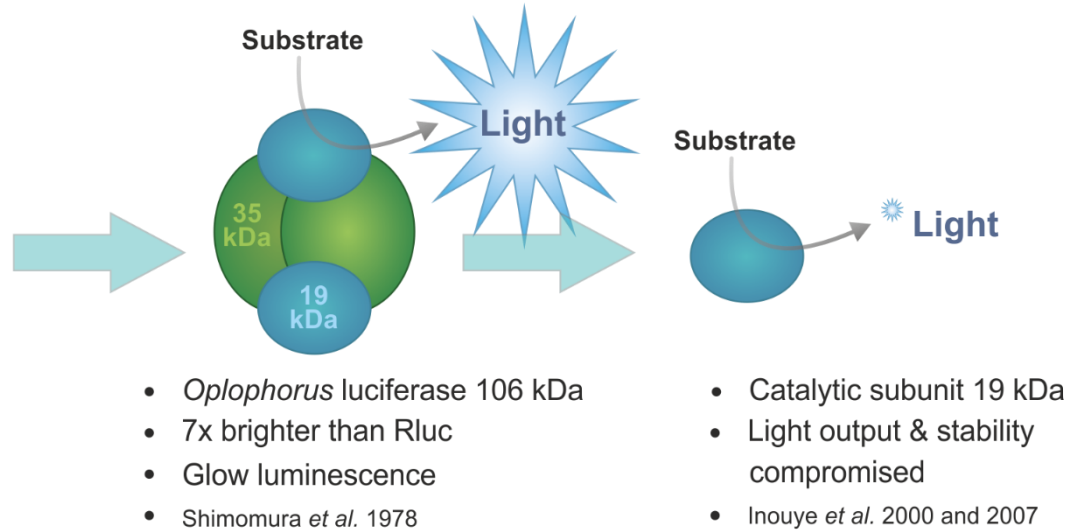 Substrate
Light
35
kDa
19
kDa
• Oplophorus luciferase 106 kDa
• 7x brighter than Rluc
• Glow luminescence
• Shimomura et al. 1978
Substrate
Light
• Catalytic subunit 19 kDa
• Light output & stability
compromised
• Inouye et al. 2000 and 2007